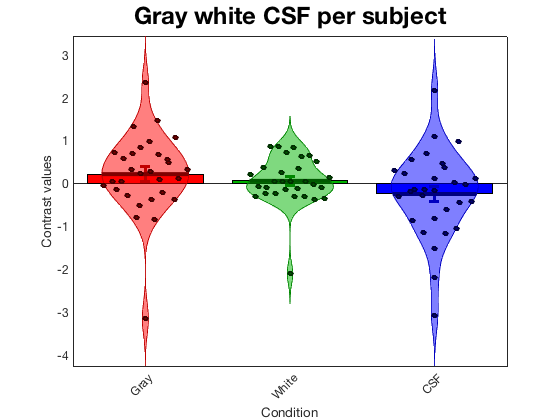 Gray white CSF per subject
3
2
1
0
-1
-2
-3
-4
Contrast values
Gray
White
CSF
Condition